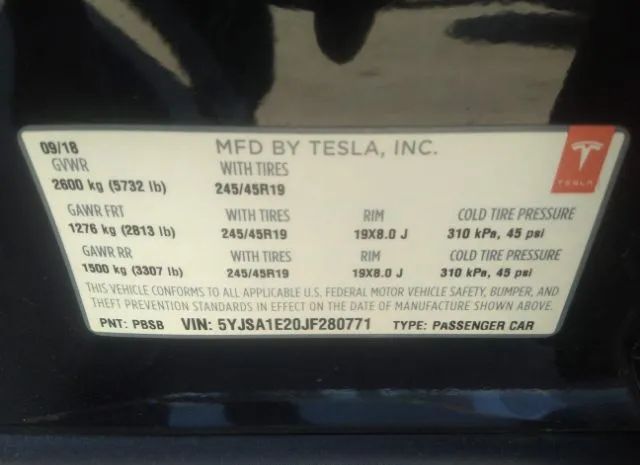 09/18 MFD BY TESLA, INC.
GVWR WITH TIRES
2600 kg (5732 lb) 245/45R19
TESLA
GAWR FRT WITH TIRES RIM COLD TIRE PRESSURE
1276 kg (2813 lb) 245/45R19 19X8.0 J 310 kPa, 45 psi
GAWR RR WITH TIRES RIM COLD TIRE PRESSURE
1500 kg (3307 lb) 245/45R19 19X8.0 J 310 kPa, 45 psi
THIS VEHICLE CONFORMS TO ALL APPLICABLE U.S. FEDERAL MOTOR VEHICLE SAFETY, BUMPER, AND
THEFT PREVENTION STANDARDS IN EFFECT ON THE DATE OF MANUFACTURE SHOWN ABOVE.
PNT: PBSB VIN: 5YJSA1E20JF280771 TYPE: PASSENGER CAR